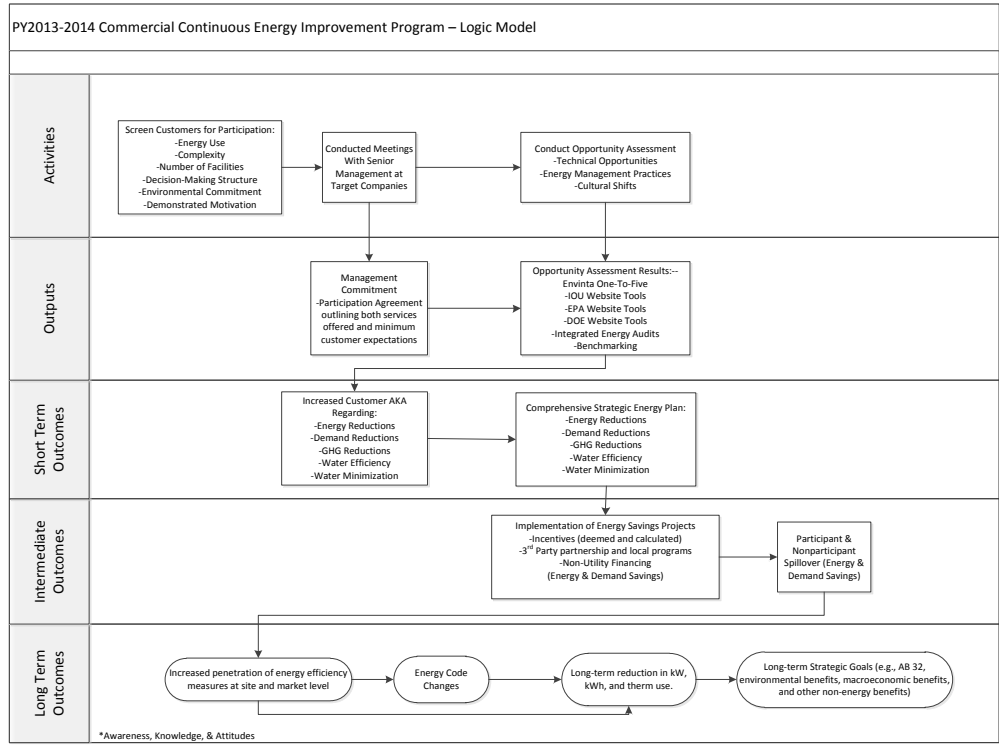 PY2013-2014 Commercial Continuous Energy Improvement Program – Logic Model
Activities
Screen Customers for Participation:
-Energy Use
-Complexity
-Number of Facilities
-Decision-Making Structure
-Environmental Commitment
-Demonstrated Motivation
Conducted Meetings
With Senior
Management at
Target Companies
Conduct Opportunity Assessment
-Technical Opportunities
-Energy Management Practices
-Cultural Shifts
Outputs
Management
Commitment
-Participation Agreement
outlining both services
offered and minimum
customer expectations
Opportunity Assessment Results:--
Envinta One-To-Five
-IOU Website Tools
-EPA Website Tools
-DOE Website Tools
-Integrated Energy Audits
-Benchmarking
Short Term
Outcomes
Increased Customer AKA
Regarding:
-Energy Reductions
-Demand Reductions
-GHG Reductions
-Water Efficiency
-Water Minimization
Comprehensive Strategic Energy Plan:
-Energy Reductions
-Demand Reductions
-GHG Reductions
-Water Efficiency
-Water Minimization
Intermediate
Outcomes
Implementation of Energy Savings Projects
-Incentives (deemed and calculated)
-3rd Party partnership and local programs
-Non-Utility Financing
(Energy & Demand Savings)
Participant &
Nonparticipant
Spillover (Energy &
Demand Savings)
Long Term
Outcomes
Increased penetration of energy efficiency
measures at site and market level
Energy Code
Changes
Long-term reduction in kW,
kWh, and therm use.
Long-term Strategic Goals (e.g., AB 32,
environmental benefits, macroeconomic benefits,
and other non-energy benefits)
*Awareness, Knowledge, & Attitudes